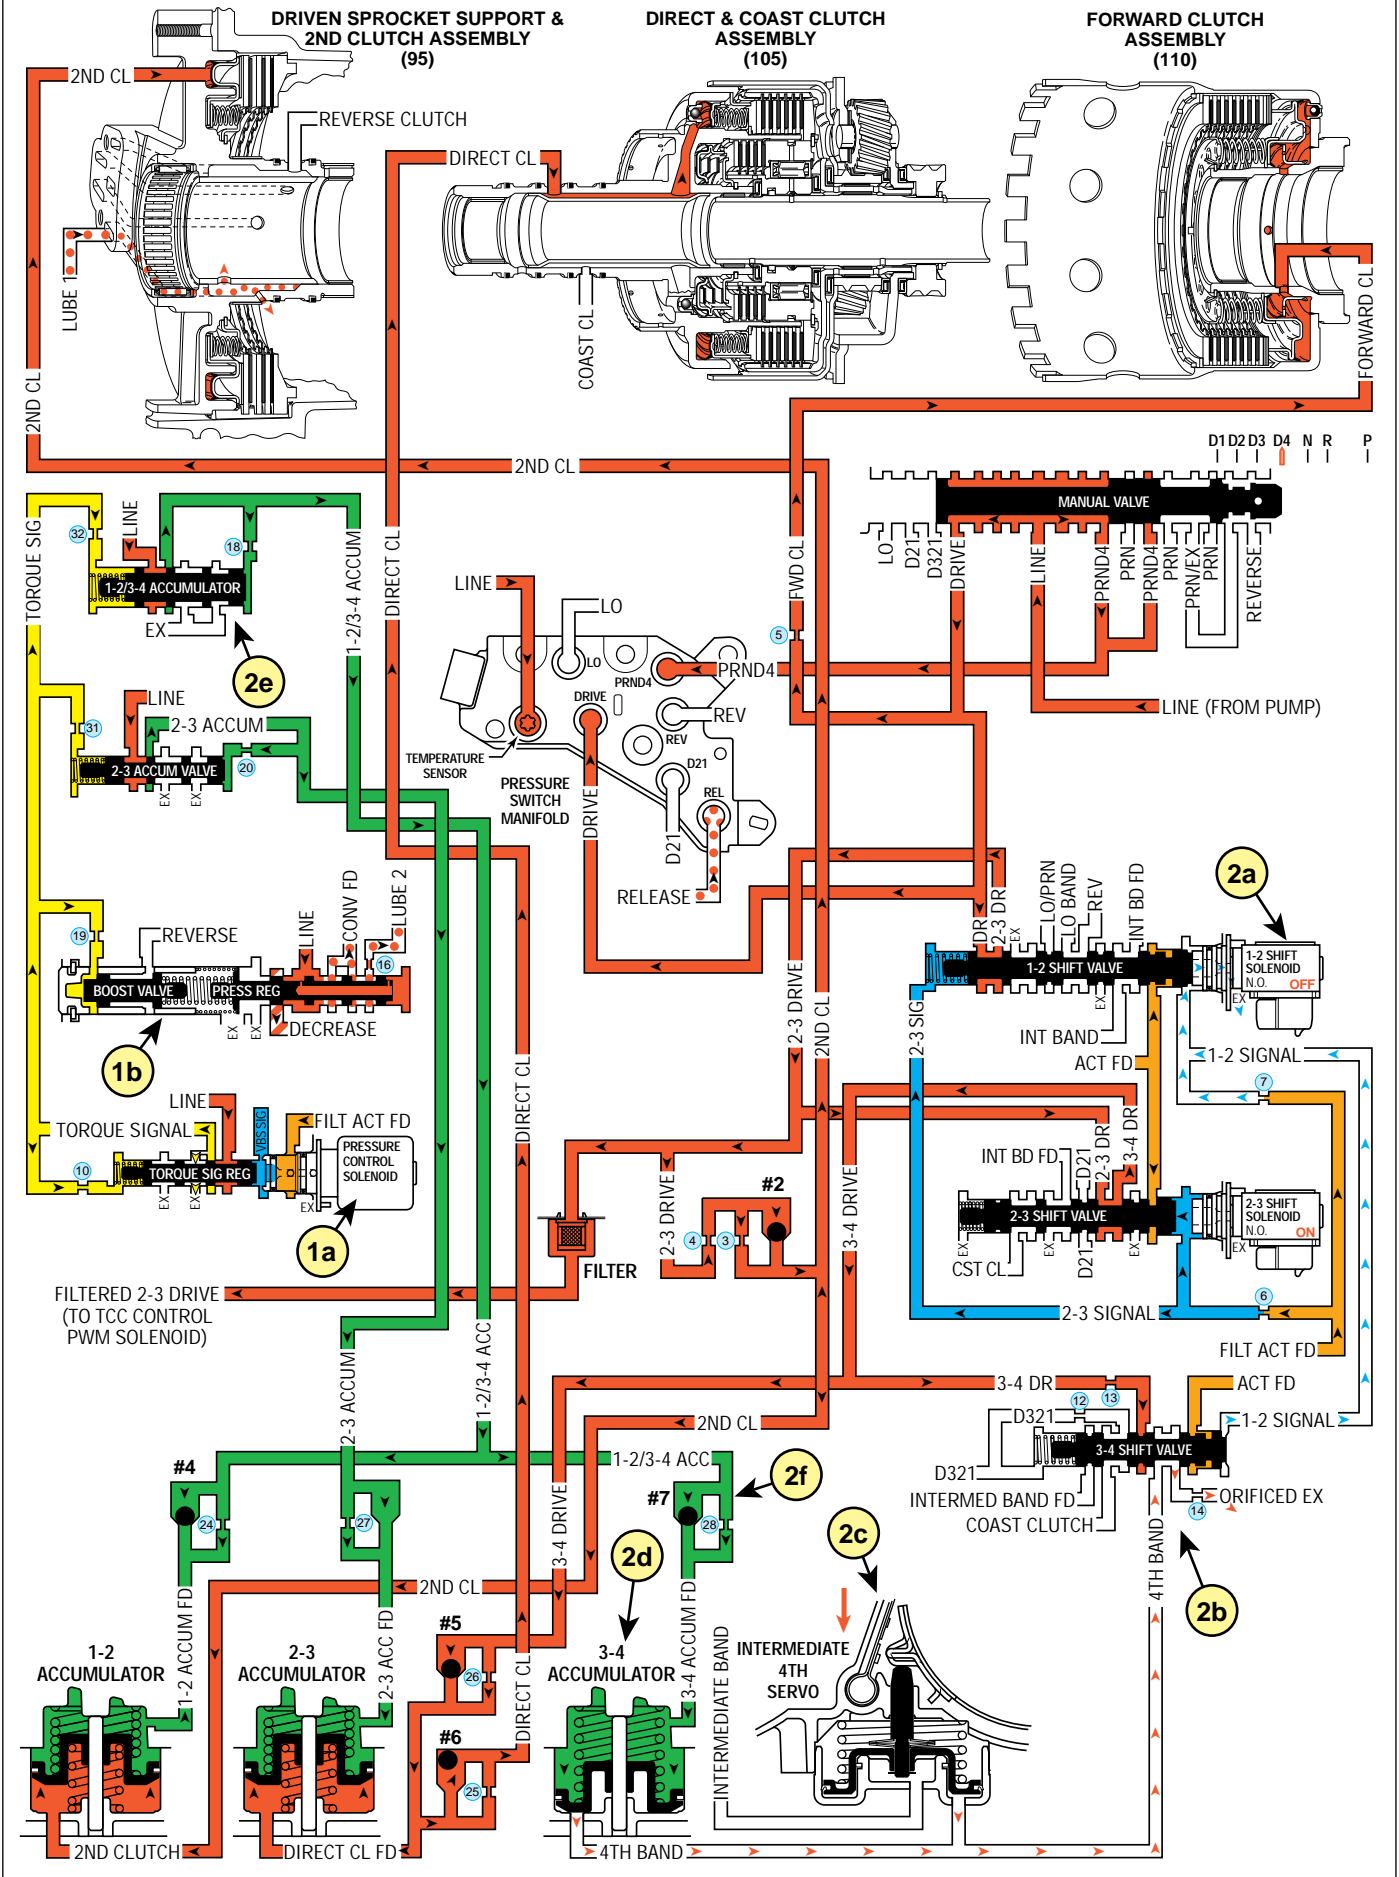 DRIVEN SPROCKET SUPPORT &
2ND CLUTCH ASSEMBLY
(95)
DIRECT & COAST CLUTCH
ASSEMBLY
(105)
FORWARD CLUTCH
ASSEMBLY
(110)
2ND CL
REVERSE CLUTCH
DIRECT CL
LUBE 1
COAST CL
FORWARD CL
2ND CL
2ND CL
D1 D2 D3 D4 N R P
MANUAL VALVE
LO
D21
D321
DRIVE
LINE
PRND4
PRN
PRND4
PRN
PRN/EX
PRN
REVERSE
TORQUE SIG
32
LINE
18
1-2/3-4 ACCUMULATOR
EX
2e
1-2/3-4 ACCUM
DIRECT CL
FWD CL
5
LINE
LO
LO
PRND4
PRND4
DRIVE
REV
REV
TEMPERATURE
SENSOR
D21
REL
PRESSURE
SWITCH
MANIFOLD
DRIVE
D21
RELEASE
LINE (FROM PUMP)
LINE
31
2-3 ACCUM
2-3 ACCUM VALVE
20
EX
EX
19
REVERSE
LINE
CONV FD
LUBE 2
16
BOOST VALVE
PRESS REG
EX
EX
DECREASE
1b
2a
DR
2-3 DR
EX
LO/PRN
LO BAND
REV
INT BD FD
1-2 SHIFT VALVE
1-2 SHIFT
SOLENOID
N.O. OFF
EX
EX
INT BAND
ACT FD
1-2 SIGNAL
7
2-3 SIG
2-3 DRIVE
2ND CL
LINE
TORQUE SIGNAL
VBS SIG
FILT ACT FD
10
TORQUE SIG REG
PRESSURE
CONTROL
SOLENOID
EX
EX
EX
1a
DIRECT CL
3-4 DR
2-3 DR
D21
INT BD FD
2-3 SHIFT VALVE
2-3 SHIFT
SOLENOID
N.O. ON
EX
EX
EX
EX
D21
CST CL
2-3 DRIVE
#2
4
3
3-4 DRIVE
FILTER
FILTERED 2-3 DRIVE
(TO TCC CONTROL
PWM SOLENOID)
2-3 SIGNAL
6
FILT ACT FD
2-3 ACCUM
1-2/3-4 ACC
3-4 DR
13
12
ACT FD
D321
1-2 SIGNAL
3-4 SHIFT VALVE
D321
INTERMED BAND FD
COAST CLUTCH
ORIFICED EX
14
2ND CL
1-2/3-4 ACC
2f
#4
24
27
3-4 DRIVE
#7
28
2c
2d
2b
4TH BAND
2ND CL
1-2 ACCUM FD
2-3 ACC FD
#5
26
3-4 ACCUM FD
INTERMEDIATE BAND
INTERMEDIATE
4TH
SERVO
1-2
ACCUMULATOR
2-3
ACCUMULATOR
3-4
ACCUMULATOR
#6
25
DIRECT CL
2ND CLUTCH
DIRECT CL FD
4TH BAND